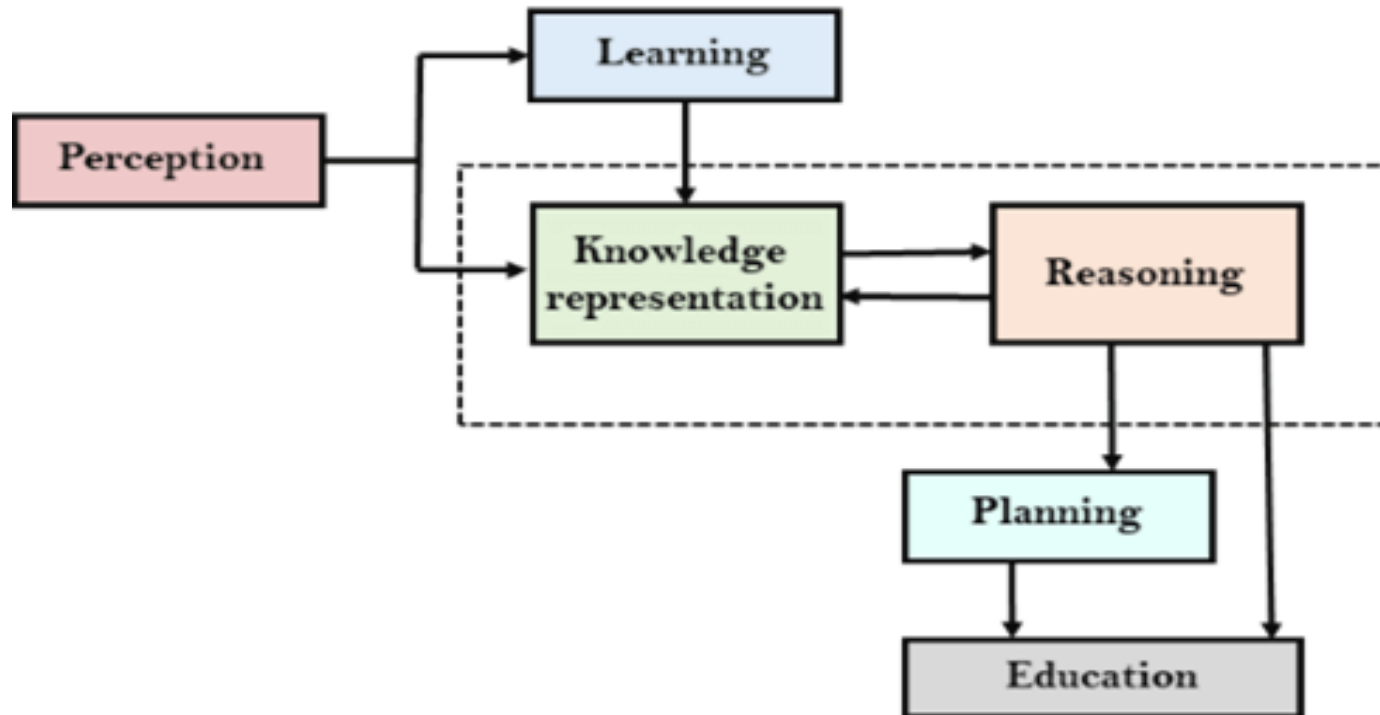 Learning
Perception
Knowledge
representation
Reasoning
Planning
Education